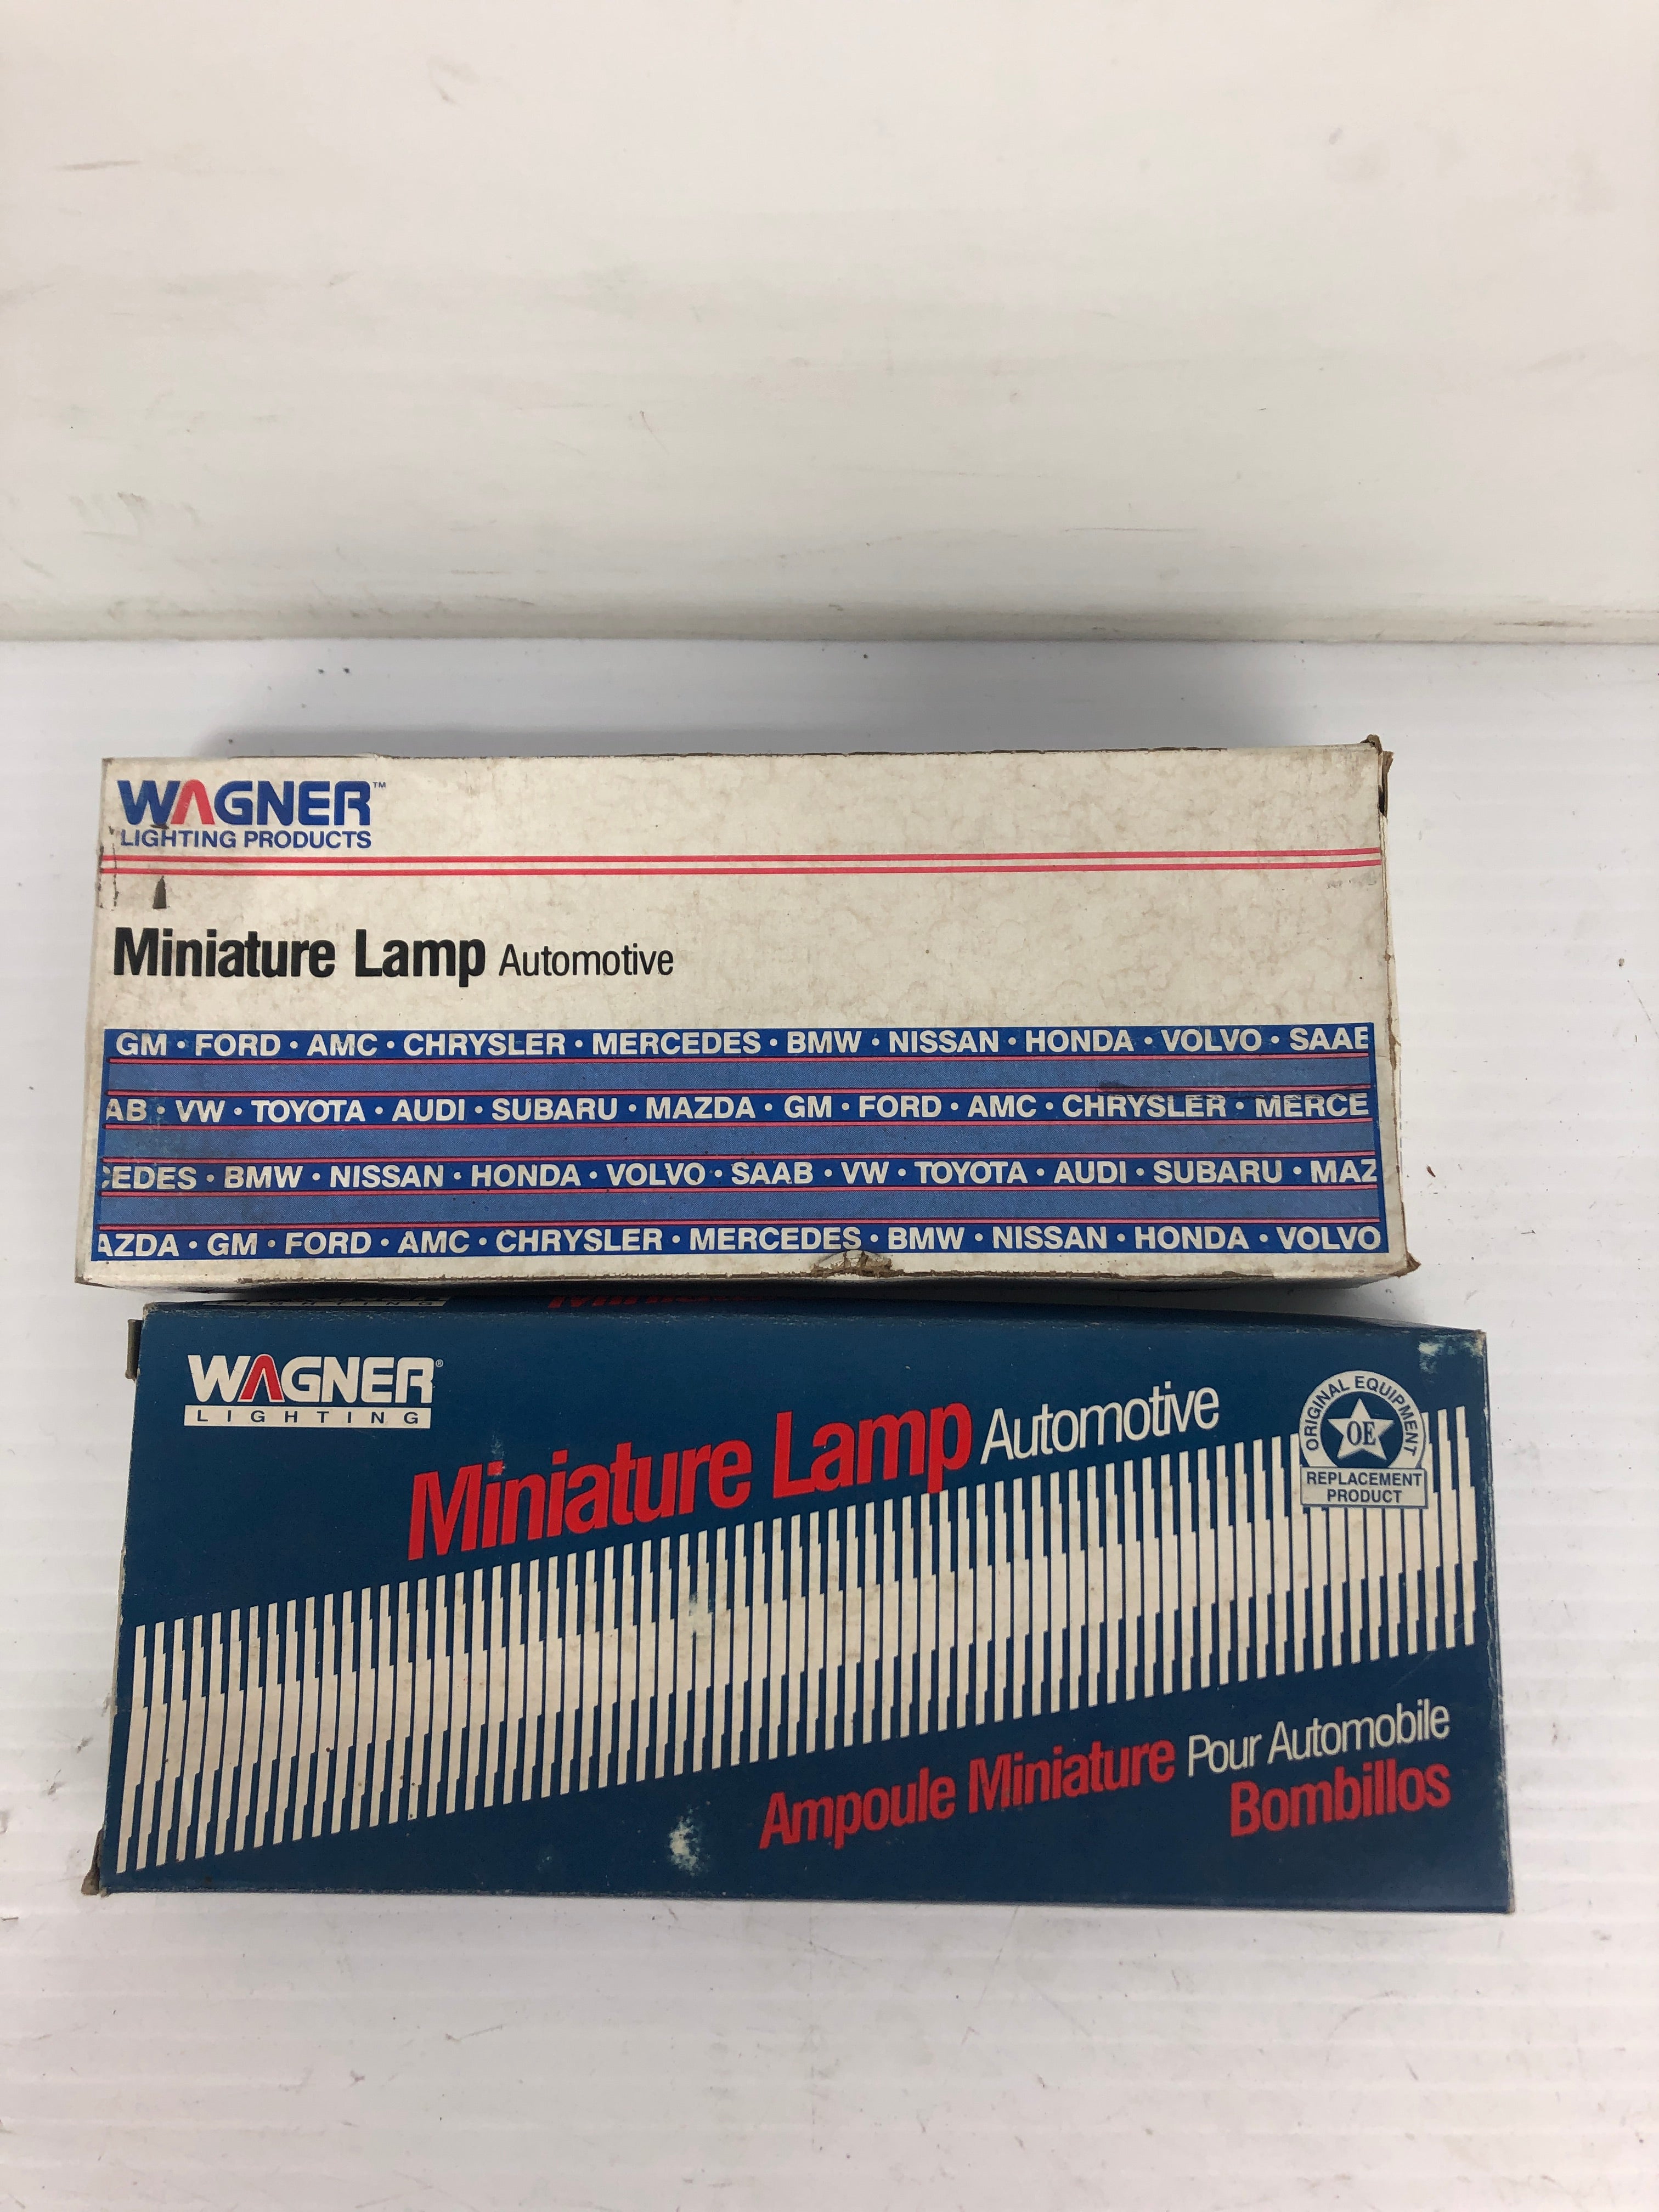 WAGNER™
LIGHTING PRODUCTS
Miniature Lamp Automotive
GM • FORD • AMC • CHRYSLER • MERCEDES • BMW • NISSAN • HONDA • VOLVO • SAAB
AB • VW • TOYOTA • AUDI • SUBARU • MAZDA • GM • FORD • AMC • CHRYSLER • MERCE
CEDES • BMW • NISSAN • HONDA • VOLVO • SAAB • VW • TOYOTA • AUDI • SUBARU • MAZ
AZDA • GM • FORD • AMC • CHRYSLER • MERCEDES • BMW • NISSAN • HONDA • VOLVO
LIGHTING
WAGNER®
LIGHTING
Miniature Lamp Automotive
ORIGINAL EQUIPMENT
OE
REPLACEMENT
PRODUCT
Ampoule Miniature Pour Automobile
Bombillos